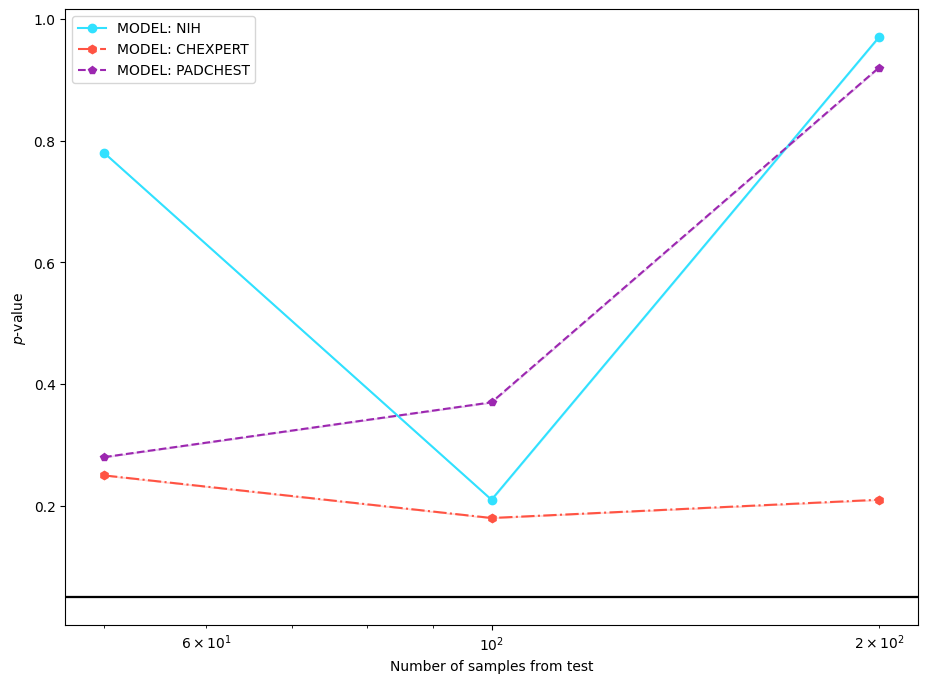 MODEL: NIH
MODEL: CHEXPERT
MODEL: PADCHEST
1.0
0.8
0.6
0.4
0.2
p-value
6 × 10¹
10²
2 × 10²
Number of samples from test